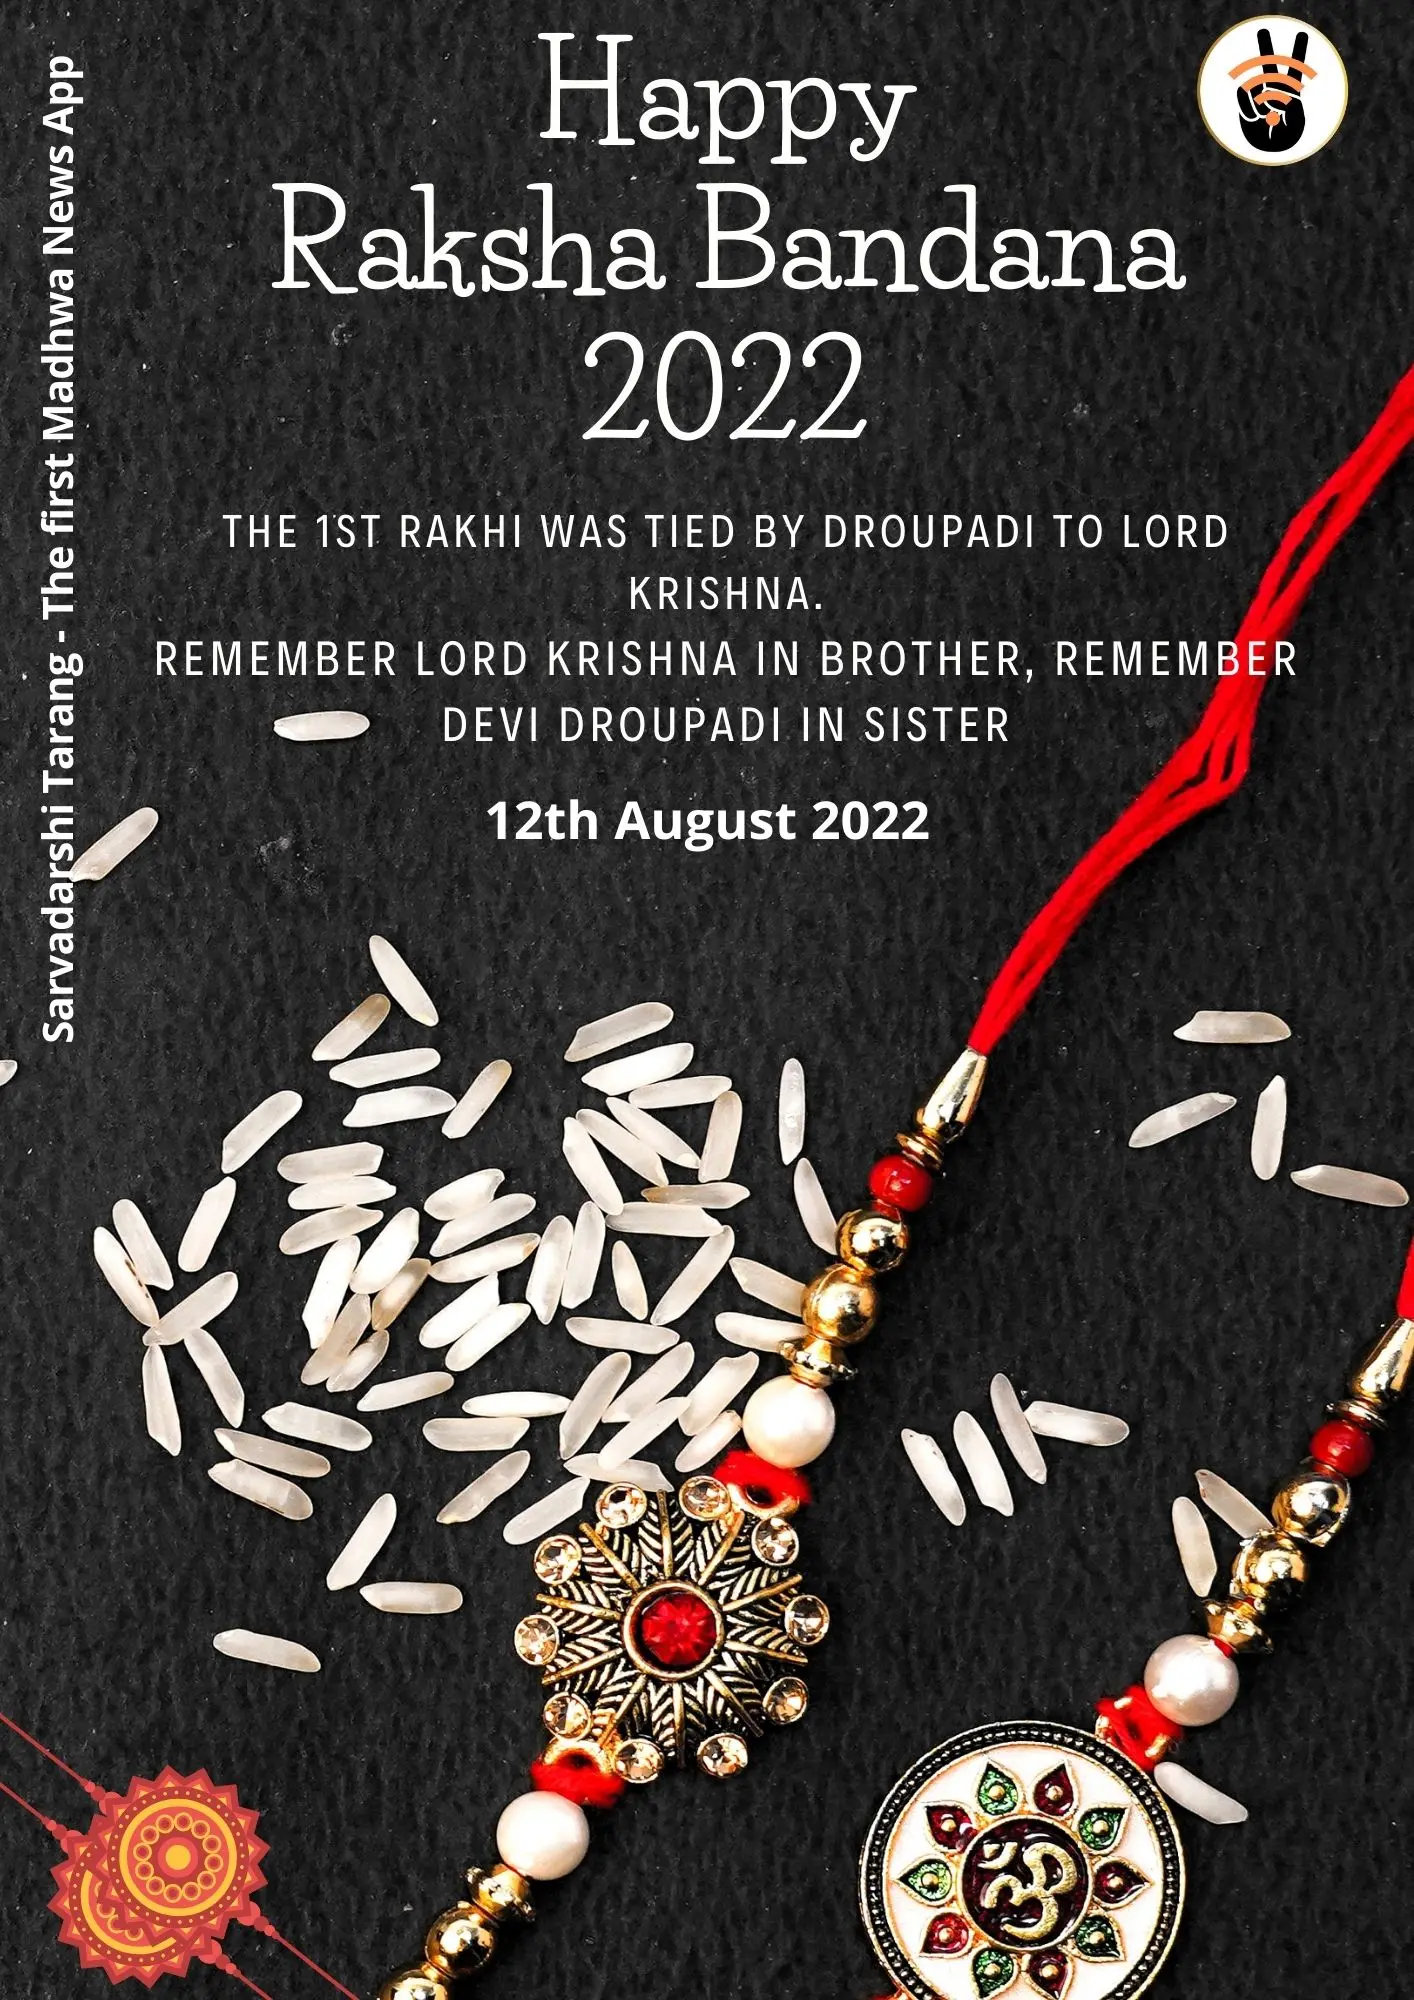 Happy
Raksha Bandana
2022
THE 1ST RAKHI WAS TIED BY DROUPADI TO LORD
KRISHNA.
REMEMBER LORD KRISHNA IN BROTHER, REMEMBER
DEVI DROUPADI IN SISTER
12th August 2022
Sarvadarshi Tarang - The first Madhwa News App
ॐ